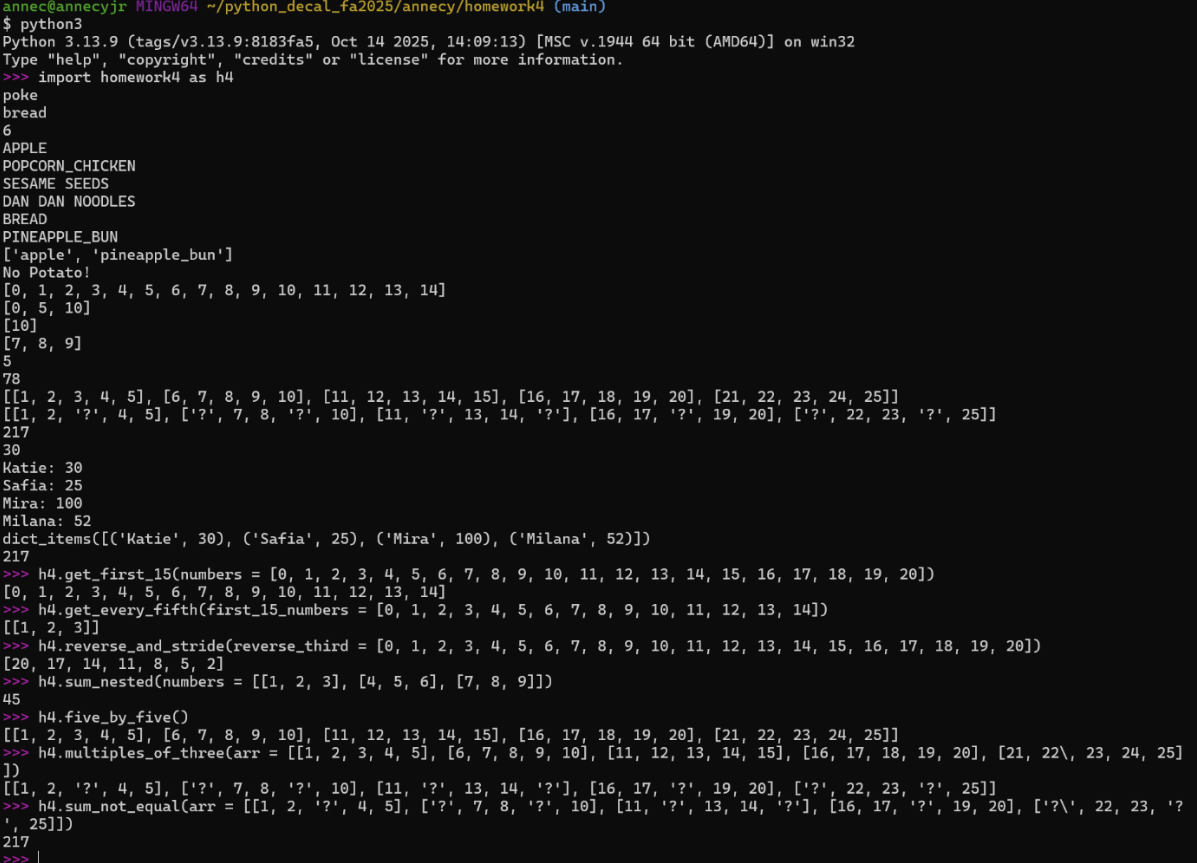 annec@annecyjr MINGW64 ~/python_decal_fa2025/annecy/homework4 (main)
$ python3
Python 3.13.9 (tags/v3.13.9:8183fa5, Oct 14 2025, 14:09:13) [MSC v.1944 64 bit (AMD64)] on win32
Type "help", "copyright", "credits" or "license" for more information.
>>> import homework4 as h4
poke
bread
6
APPLE
POPCORN_CHICKEN
SESAME SEEDS
DAN DAN NOODLES
BREAD
PINEAPPLE_BUN
['apple', 'pineapple_bun']
No Potato!
[0, 1, 2, 3, 4, 5, 6, 7, 8, 9, 10, 11, 12, 13, 14]
[0, 5, 10]
[10]
[7, 8, 9]
5
78
[[1, 2, 3, 4, 5], [6, 7, 8, 9, 10], [11, 12, 13, 14, 15], [16, 17, 18, 19, 20], [21, 22, 23, 24, 25]]
[[1, 2, '?', 4, 5], ['?', 7, 8, '?', 10], [11, '?', 13, 14, '?'], [16, 17, '?', 19, 20], ['?', 22, 23, '?', 25]]
217
30
Katie: 30
Safia: 25
Mira: 100
Milana: 52
dict_items([('Katie', 30), ('Safia', 25), ('Mira', 100), ('Milana', 52)])
217
>>> h4.get_first_15(numbers = [0, 1, 2, 3, 4, 5, 6, 7, 8, 9, 10, 11, 12, 13, 14, 15, 16, 17, 18, 19, 20])
[0, 1, 2, 3, 4, 5, 6, 7, 8, 9, 10, 11, 12, 13, 14]
>>> h4.get_every_fifth(first_15_numbers = [0, 1, 2, 3, 4, 5, 6, 7, 8, 9, 10, 11, 12, 13, 14])
[[1, 2, 3]]
>>> h4.reverse_and_stride(reverse_third = [0, 1, 2, 3, 4, 5, 6, 7, 8, 9, 10, 11, 12, 13, 14, 15, 16, 17, 18, 19, 20])
[20, 17, 14, 11, 8, 5, 2]
>>> h4.sum_nested(numbers = [[1, 2, 3], [4, 5, 6], [7, 8, 9]])
45
>>> h4.five_by_five()
[[1, 2, 3, 4, 5], [6, 7, 8, 9, 10], [11, 12, 13, 14, 15], [16, 17, 18, 19, 20], [21, 22, 23, 24, 25]]
>>> h4.multiples_of_three(arr = [[1, 2, 3, 4, 5], [6, 7, 8, 9, 10], [11, 12, 13, 14, 15], [16, 17, 18, 19, 20], [21, 22\, 23, 24, 25]
])
[[1, 2, '?', 4, 5], ['?', 7, 8, '?', 10], [11, '?', 13, 14, '?'], [16, 17, '?', 19, 20], ['?', 22, 23, '?', 25]]
>>> h4.sum_not_equal(arr = [[1, 2, '?', 4, 5], ['?', 7, 8, '?', 10], [11, '?', 13, 14, '?'], [16, 17, '?', 19, 20], ['?\', 22, 23, '?
', 25]])
217
>>>